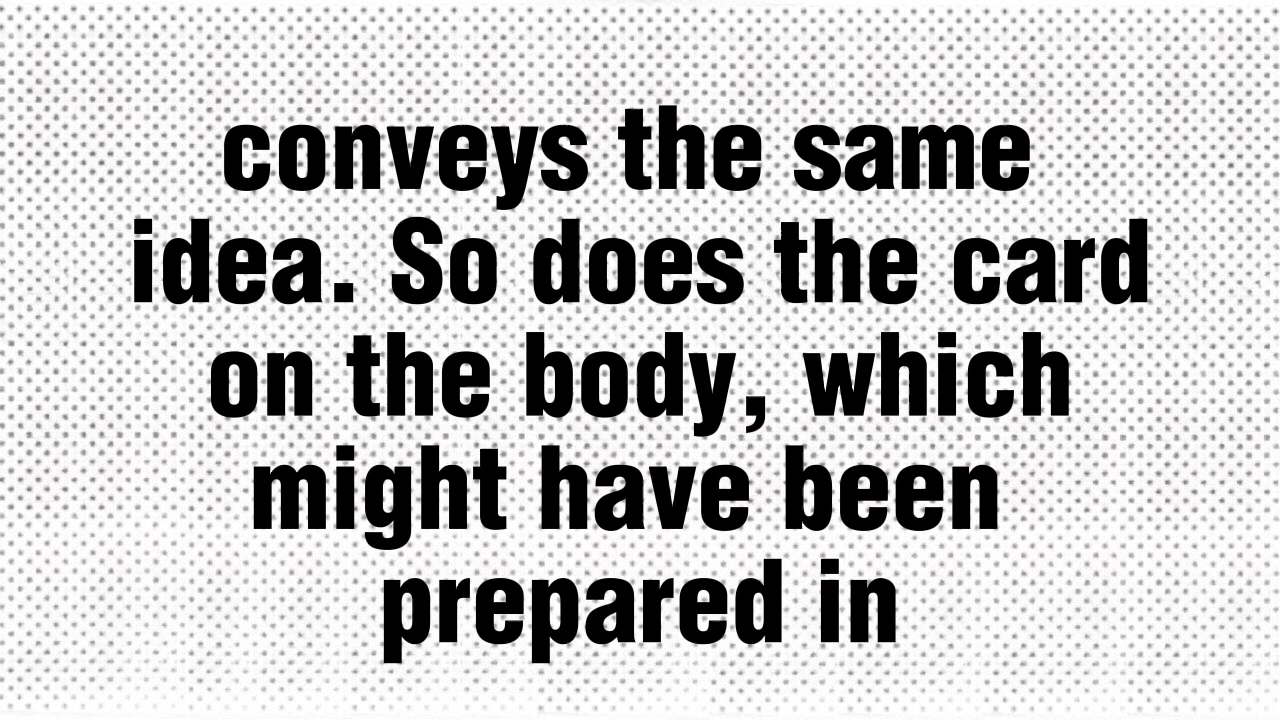 conveys the same
idea. So does the card
on the body, which
might have been
prepared in